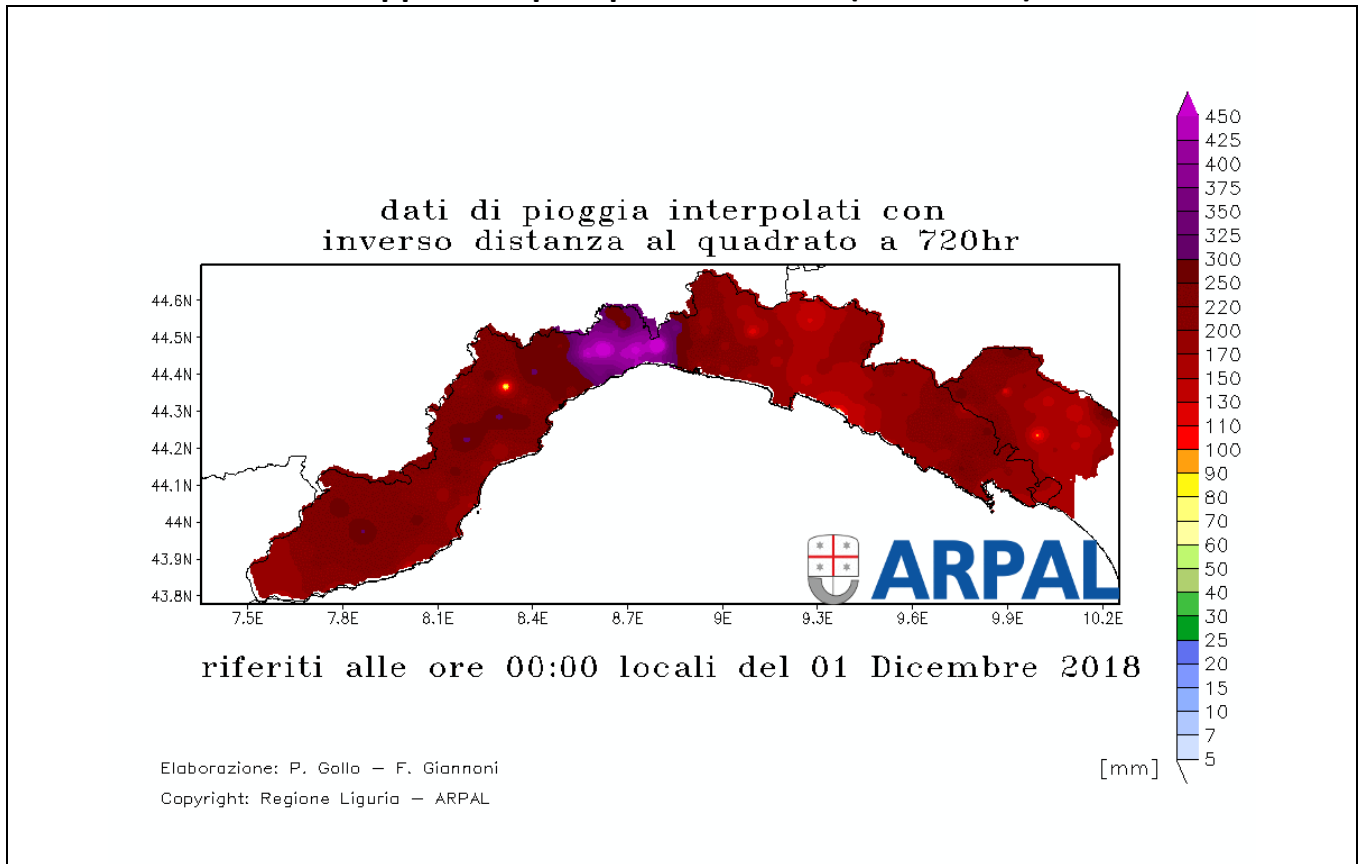 dati di pioggia interpolati con
inverso distanza al quadrato a 720hr
44.6N
44.5N
44.4N
44.3N
44.2N
44.1N
44N
43.9N
43.8N
7.5E 7.8E 8.1E 8.4E 8.7E 9E 9.3E 9.6E 9.9E 10.2E
ARPAL
450
425
400
375
350
325
300
250
220
200
170
150
130
110
100
90
80
70
60
50
40
30
25
20
15
10
7
5
[mm]
riferiti alle ore 00:00 locali del 01 Dicembre 2018
Elaborazione: P. Gollo – F. Giannoni
Copyright: Regione Liguria – ARPAL